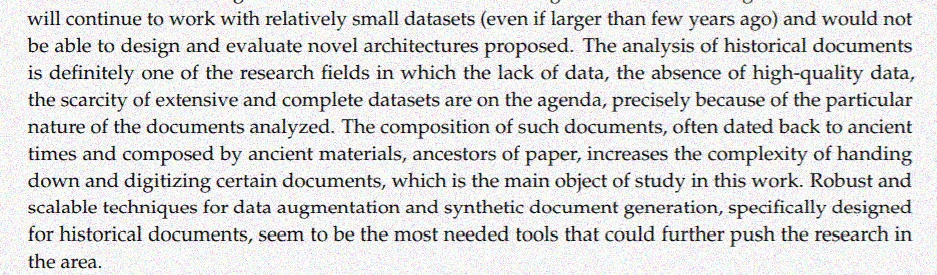 will continue to work with relatively small datasets (even if larger than few years ago) and would not
be able to design and evaluate novel architectures proposed. The analysis of historical documents
is definitely one of the research fields in which the lack of data, the absence of high-quality data,
the scarcity of extensive and complete datasets are on the agenda, precisely because of the particular
nature of the documents analyzed. The composition of such documents, often dated back to ancient
times and composed by ancient materials, ancestors of paper, increases the complexity of handing
down and digitizing certain documents, which is the main object of study in this work. Robust and
scalable techniques for data augmentation and synthetic document generation, specifically designed
for historical documents, seem to be the most needed tools that could further push the research in
the area.